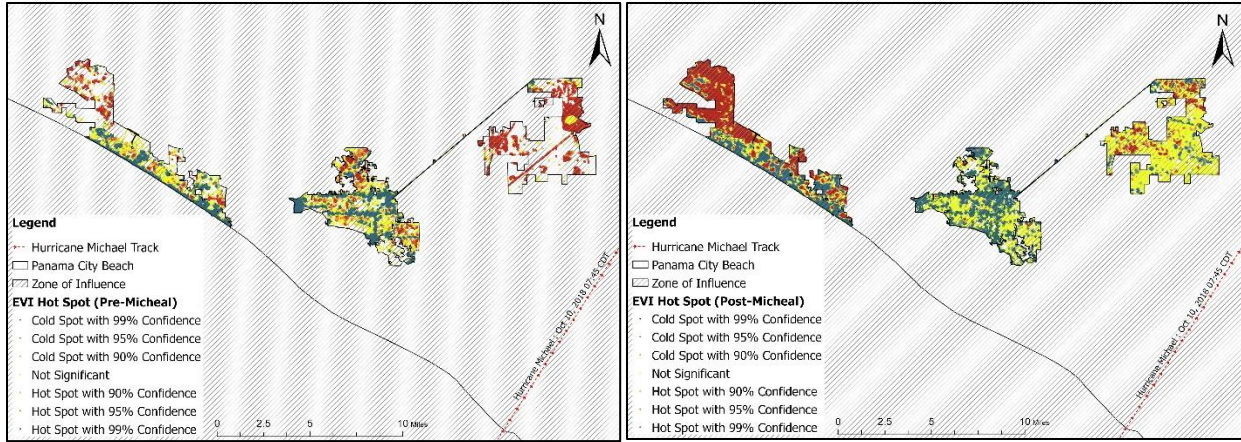 N
Legend
Hurricane Michael Track
Panama City Beach
Zone of Influence
EVI Hot Spot (Pre-Micheal)
Cold Spot with 99% Confidence
Cold Spot with 95% Confidence
Cold Spot with 90% Confidence
Not Significant
Hot Spot with 90% Confidence
Hot Spot with 95% Confidence
Hot Spot with 99% Confidence
0 2.5 5 10 Miles
Hurricane Michael : Oct 10, 2018 07:45 CDT
N
Legend
Hurricane Michael Track
Panama City Beach
Zone of Influence
EVI Hot Spot (Post-Micheal)
Cold Spot with 99% Confidence
Cold Spot with 95% Confidence
Cold Spot with 90% Confidence
Not Significant
Hot Spot with 90% Confidence
Hot Spot with 95% Confidence
Hot Spot with 99% Confidence
0 2.5 5 10 Miles
Hurricane Michael : Oct 10, 2018 07:45 CDT